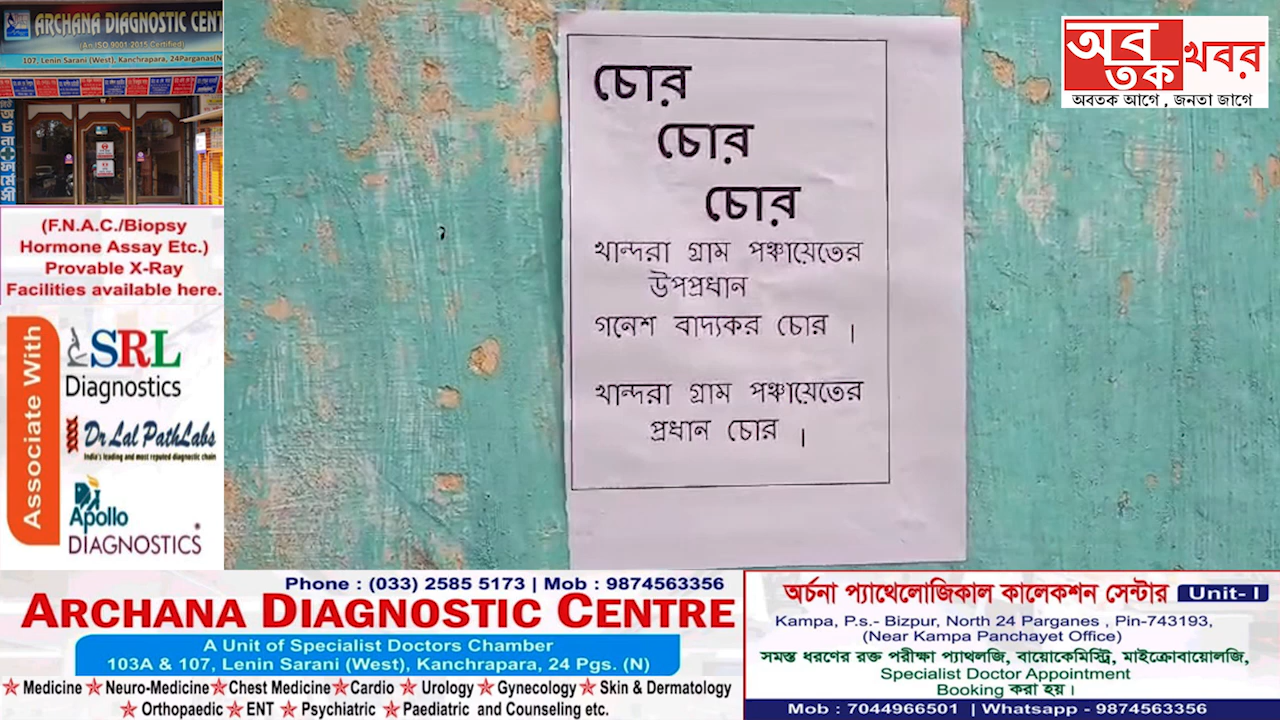 ARCHANA DIAGNOSTIC CENT
(An ISO 9001 2015 Certified)
107, Lenin Sarani (West), Kanchrapara, 24Parganas(N
(F.N.A.C./Biopsy
Hormone Assay Etc.)
Provable X-Ray
Facilities available here.
Associate With
SRL
Diagnostics
Dr Lal PathLabs
India's leading and most reputed diagnostic chain
Apollo
DIAGNOSTICS
চোর
চোর
চোর
খান্দরা গ্রাম পঞ্চায়েতের
উপপ্রধান
গনেশ বাদ্যকর চোর ।
খান্দরা গ্রাম পঞ্চায়েতের
প্রধান চোর ।
অব তক খবর
অবতক আগে , জনতা জাগে
Phone : (033) 2585 5173 | Mob : 9874563356
ARCHANA DIAGNOSTIC CENTRE
A Unit of Specialist Doctors Chamber
103A & 107, Lenin Sarani (West), Kanchrapara, 24 Pgs. (N)
Medicine Neuro-Medicine Chest Medicine Cardio Urology Gynecology Skin & Dermatology
Orthopaedic ENT Psychiatric Paediatric and Counseling etc.
অর্চনা প্যাথেলোজিকাল কালেকশন সেন্টার Unit- I
Kampa, P.s.- Bizpur, North 24 Parganes , Pin-743193,
(Near Kampa Panchayet Office)
সমস্ত ধরণের রক্ত পরীক্ষা প্যাথলজি, বায়োকেমিস্ট্রি, মাইক্রোবায়োলজি,
Specialist Doctor Appointment
Booking করা হয় ।
Mob : 7044966501 | Whatsapp - 9874563356